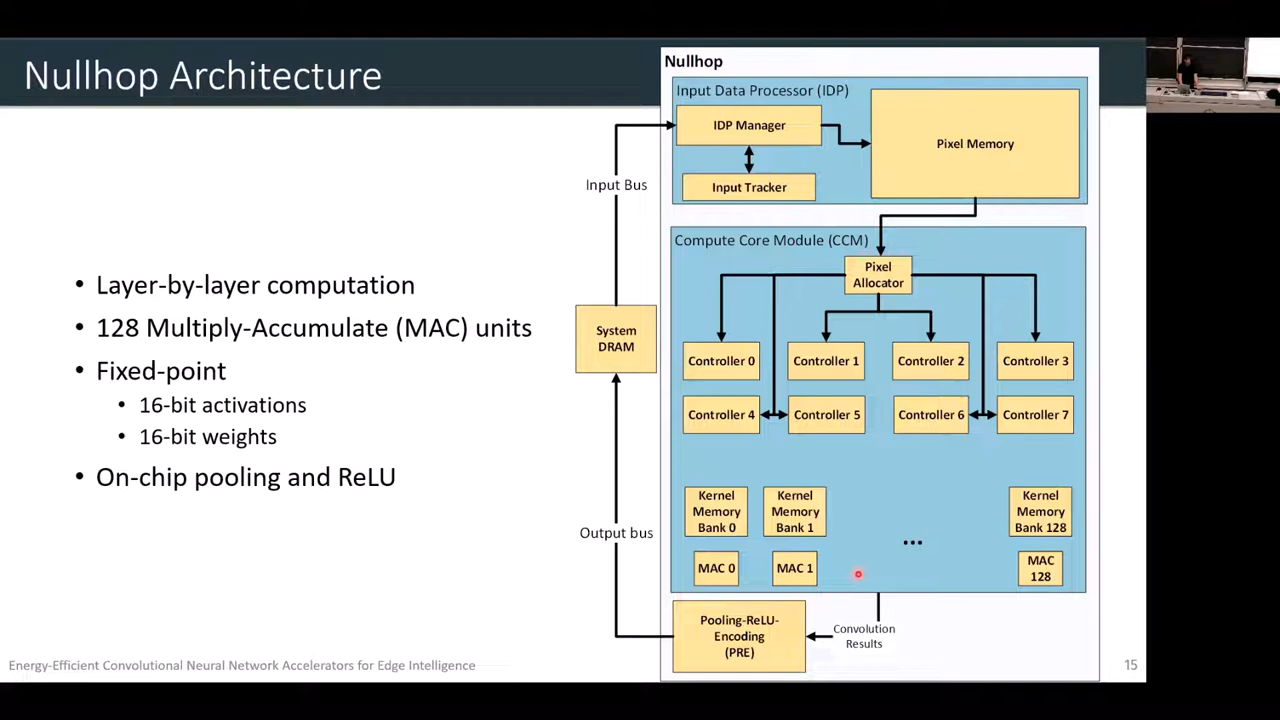 Nullhop Architecture
• Layer-by-layer computation
• 128 Multiply-Accumulate (MAC) units
• Fixed-point
• 16-bit activations
• 16-bit weights
• On-chip pooling and ReLU
Nullhop
Input Data Processor (IDP)
IDP Manager
Pixel Memory
Input Tracker
Input Bus
Compute Core Module (CCM)
Pixel
Allocator
System
DRAM
Controller 0
Controller 1
Controller 2
Controller 3
Controller 4
Controller 5
Controller 6
Controller 7
Kernel
Memory
Bank 0
Kernel
Memory
Bank 1
...
Kernel
Memory
Bank 128
MAC 0
MAC 1
MAC
128
Output bus
Pooling-ReLU-
Encoding
(PRE)
Convolution
Results
Energy-Efficient Convolutional Neural Network Accelerators for Edge Intelligence
15